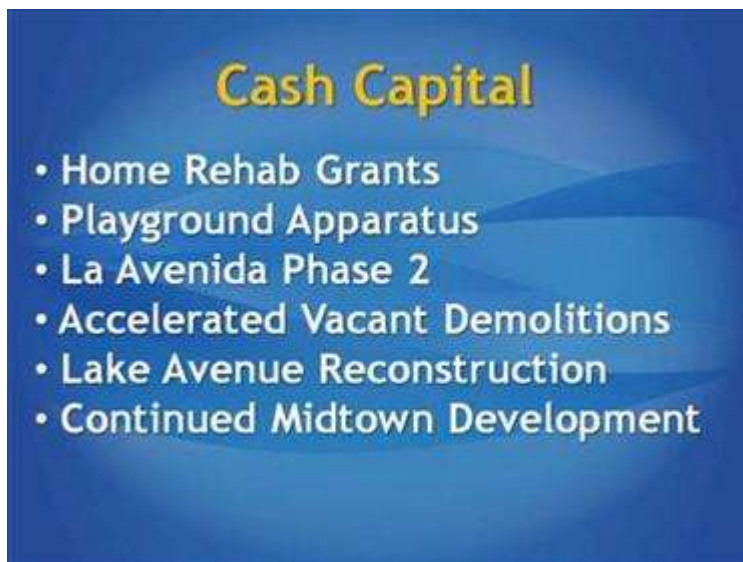 Cash Capital
• Home Rehab Grants
• Playground Apparatus
• La Avenida Phase 2
• Accelerated Vacant Demolitions
• Lake Avenue Reconstruction
• Continued Midtown Development